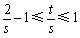 2/s − 1 ≤ t/s ≤ 1